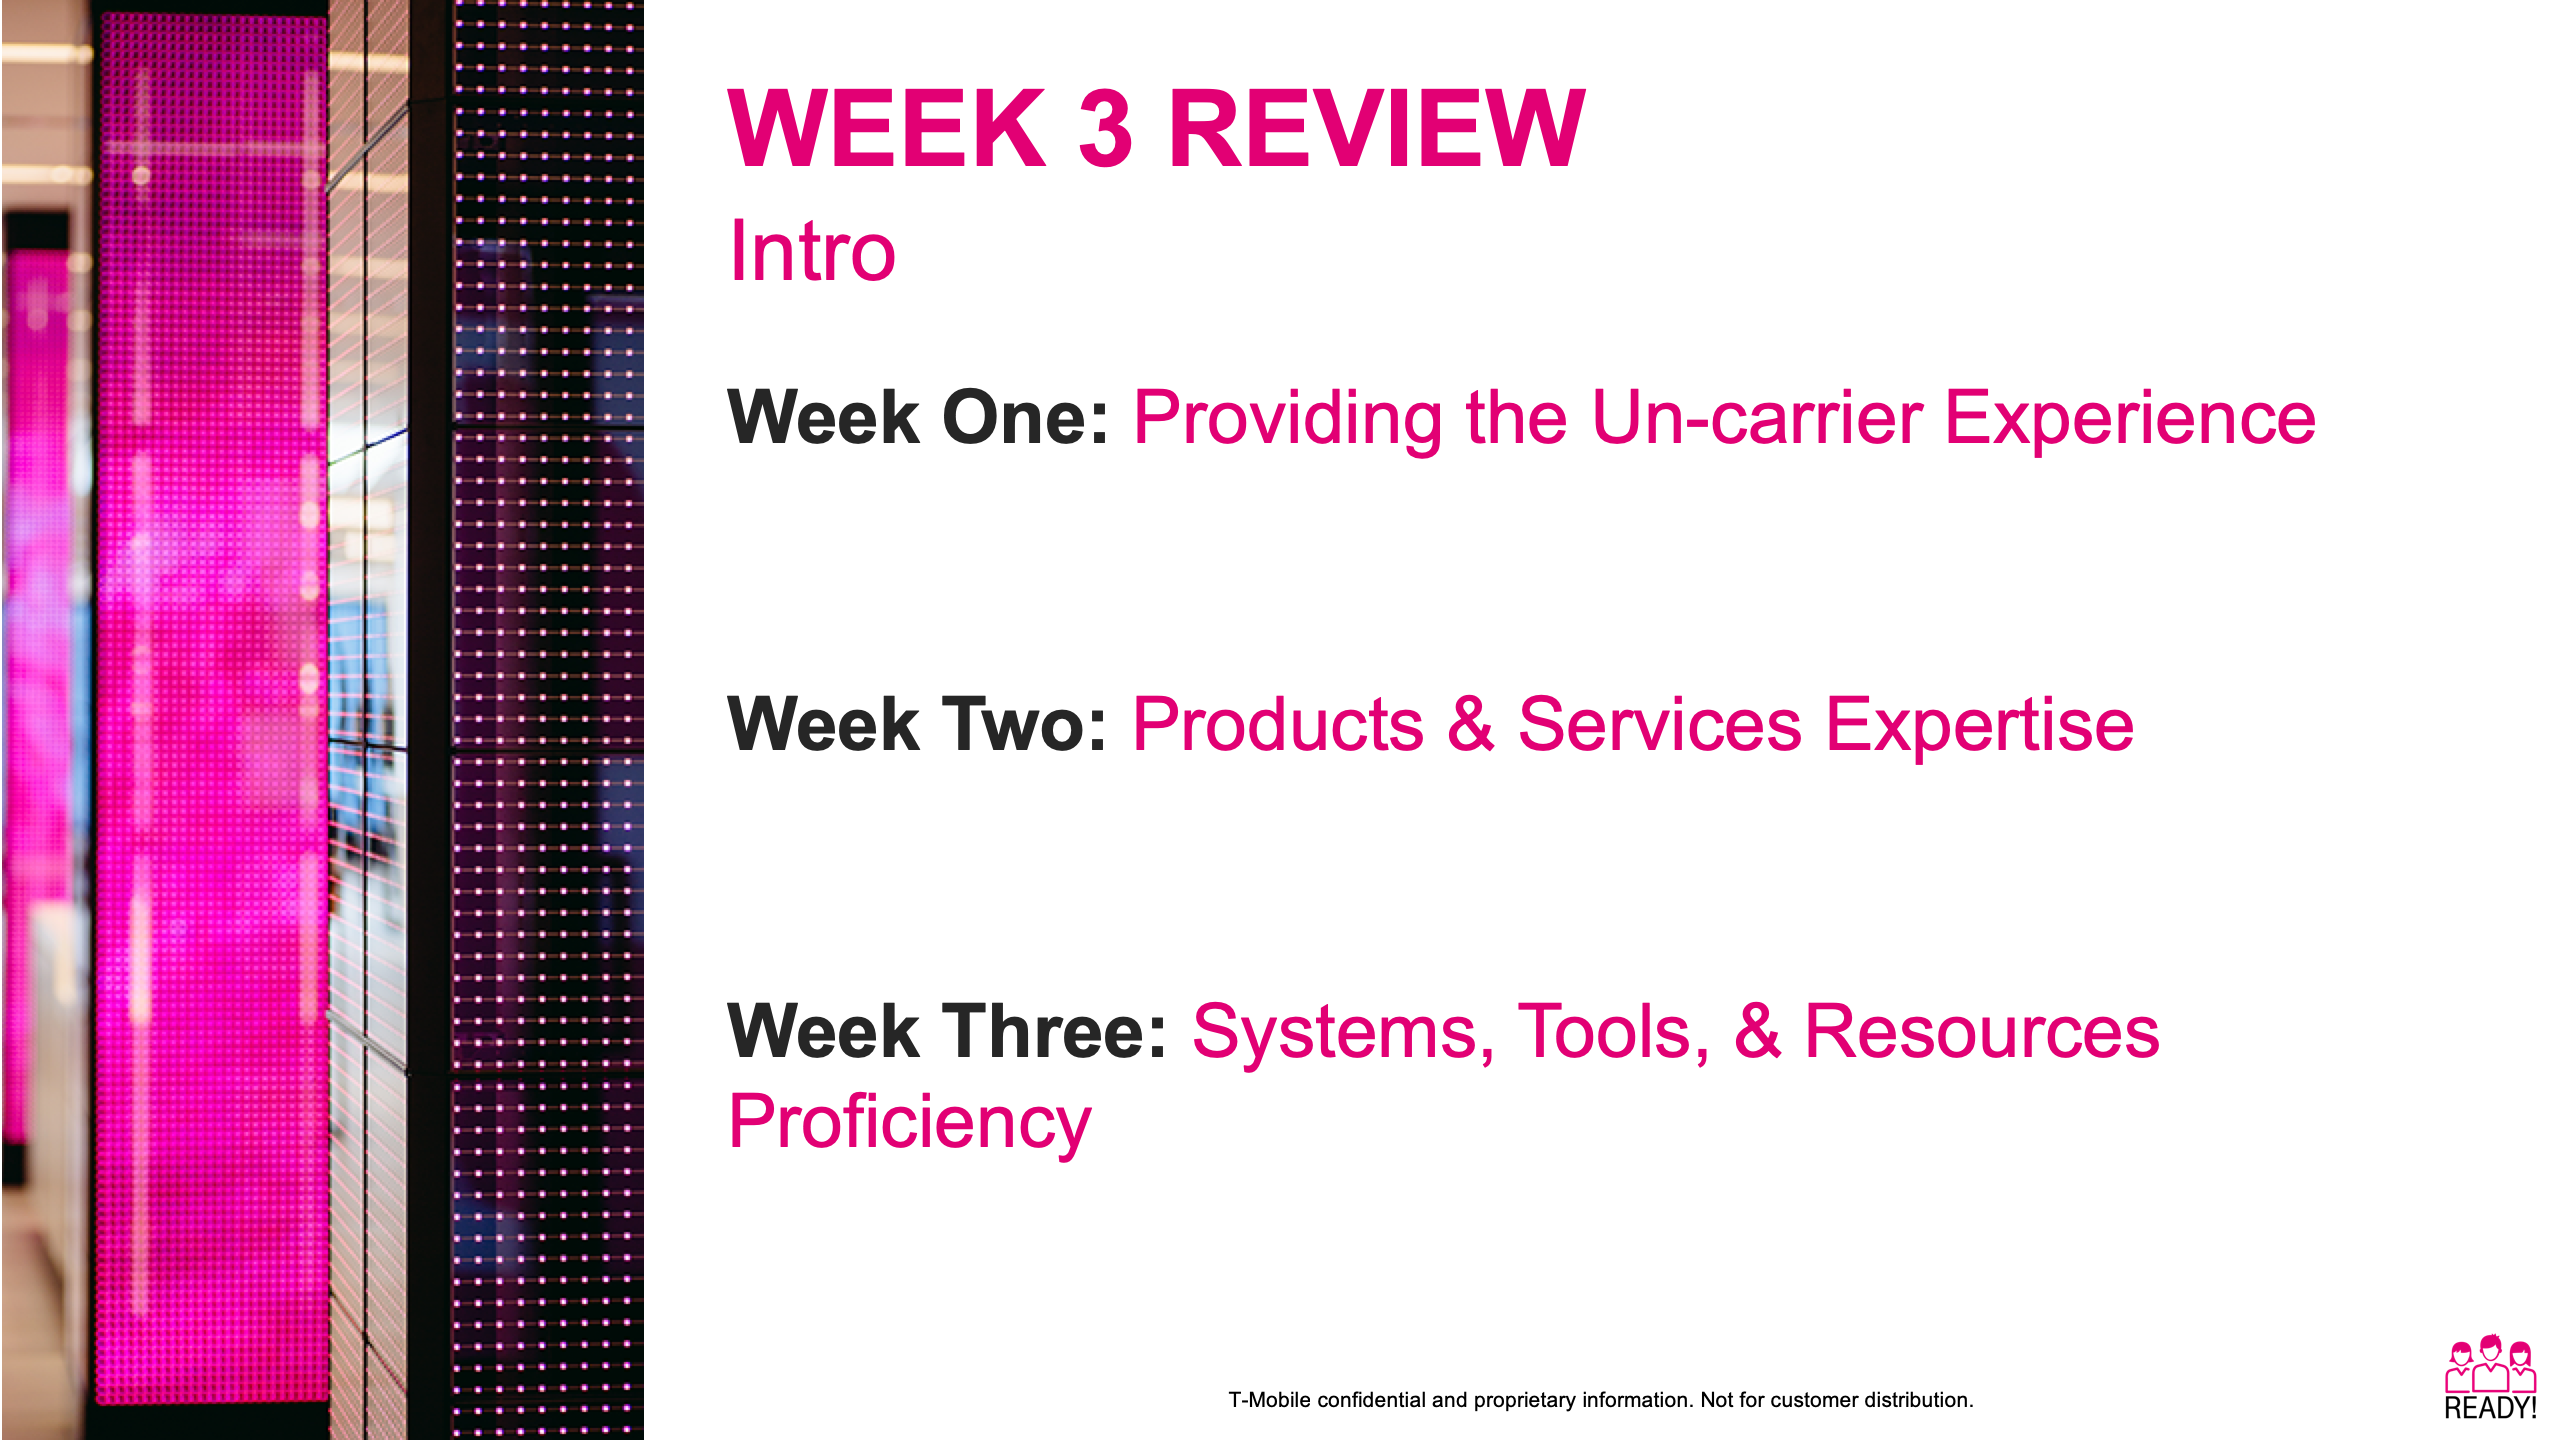 WEEK 3 REVIEW
Intro
Week One: Providing the Un-carrier Experience
Week Two: Products & Services Expertise
Week Three: Systems, Tools, & Resources
Proficiency
T-Mobile confidential and proprietary information. Not for customer distribution.
READY!